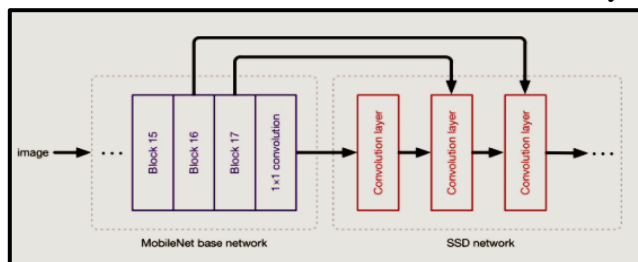 image
Block 15
Block 16
Block 17
1×1 convolution
Convolution layer
Convolution layer
Convolution layer
MobileNet base network
SSD network